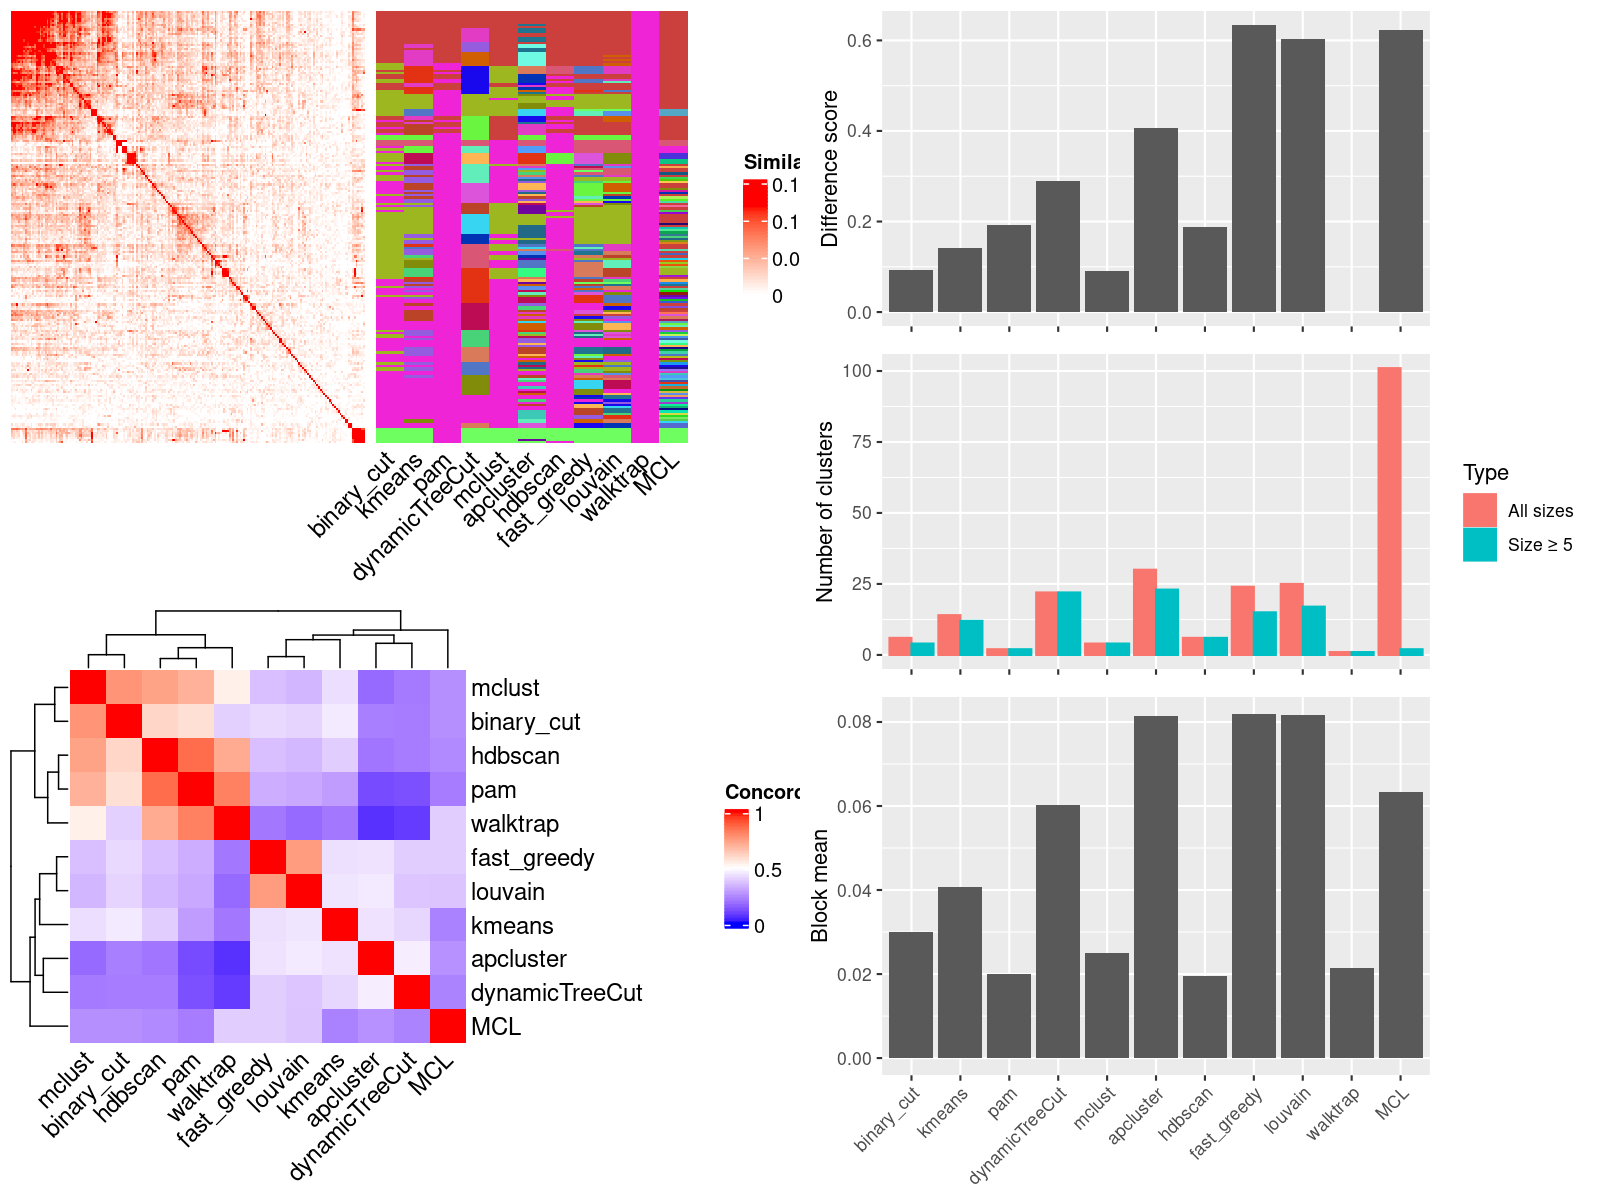 Simila
0.1
0.1
0.0
0
binary_cut
kmeans
pam
dynamicTreeCut
mclust
apcluster
hdbscan
fast_greedy
louvain
walktrap
MCL
mclust
binary_cut
hdbscan
pam
walktrap
fast_greedy
louvain
kmeans
apcluster
dynamicTreeCut
MCL
mclust
binary_cut
hdbscan
pam
walktrap
fast_greedy
louvain
kmeans
apcluster
dynamicTreeCut
MCL
Concord
1
0.5
0
Difference score
0.6
0.4
0.2
0.0
Number of clusters
100
75
50
25
0
Type
All sizes
Size ≥ 5
Block mean
0.08
0.06
0.04
0.02
0.00
binary_cut
kmeans
pam
dynamicTreeCut
mclust
apcluster
hdbscan
fast_greedy
louvain
walktrap
MCL